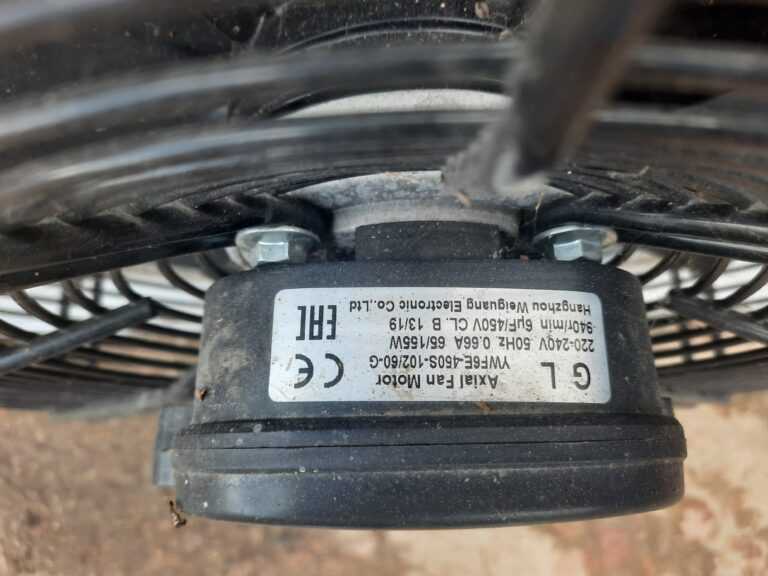 G L Axial Fan Motor CE
YWF6E-460S-102/60-G
220-240V 50Hz 0.66A 65/155W
940r/min 6μF/450V CL. B 13/19
Hangzhou Weiguang Electronic Co.,Ltd
EAC